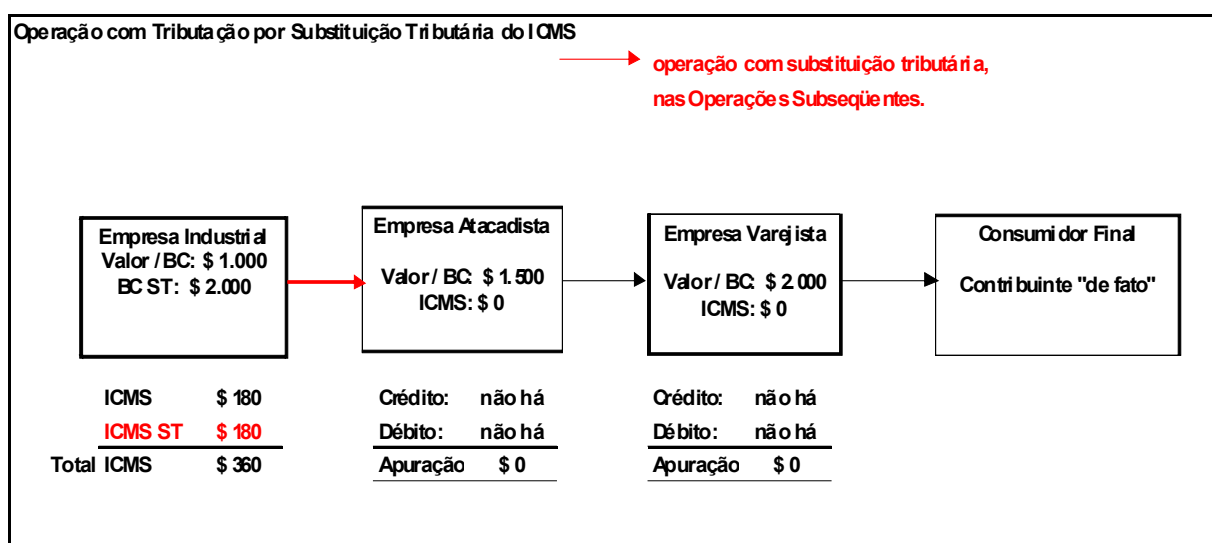 Operação com Tributação por Substituição Tributária do ICMS
operação com substituição tributária,
nas Operações Subseqüentes.
Empresa Industrial
Valor / BC: $ 1.000
BC ST: $ 2.000
Empresa Atacadista
Valor / BC: $ 1.500
ICMS: $ 0
Empresa Varejista
Valor / BC: $ 2.000
ICMS: $ 0
Consumidor Final
Contribuinte "de fato"
ICMS $ 180
ICMS ST $ 180
Total ICMS $ 360
Crédito: não há
Débito: não há
Apuração $ 0
Crédito: não há
Débito: não há
Apuração $ 0